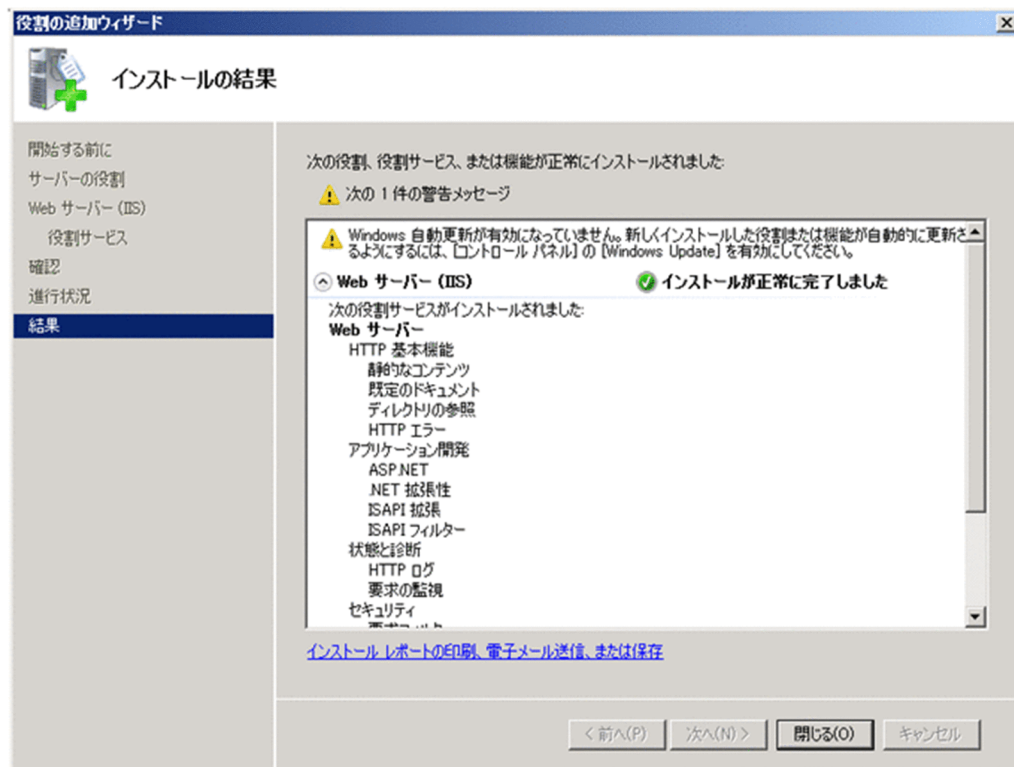 役割の追加ウィザード
インストールの結果
開始する前に
サーバーの役割
Web サーバー (IIS)
役割サービス
確認
進行状況
結果
次の役割、役割サービス、または機能が正常にインストールされました:
次の 1 件の警告メッセージ
Windows 自動更新が有効になっていません。新しくインストールした役割または機能が自動的に更新さ
るようにするには、[コントロール パネル] の [Windows Update] を有効にしてください。
Web サーバー (IIS) インストールが正常に完了しました
次の役割サービスがインストールされました:
Web サーバー
HTTP 基本機能
静的なコンテンツ
既定のドキュメント
ディレクトリの参照
HTTP エラー
アプリケーション開発
ASP.NET
.NET 拡張性
ISAPI 拡張
ISAPI フィルター
状態と診断
HTTP ログ
要求の監視
セキュリティ
インストール レポートの印刷、電子メール送信、または保存
< 前へ(P) 次へ(N) > 閉じる(O) キャンセル